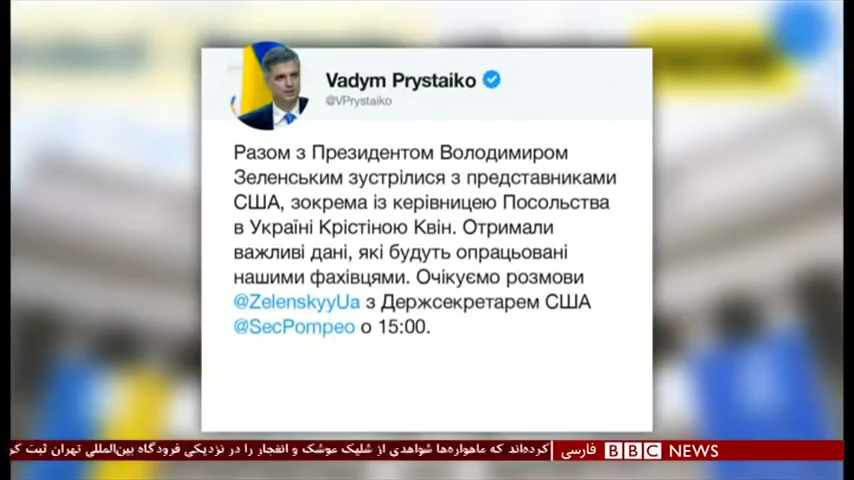 Vadym Prystaiko
@VPrystaiko
Разом з Президентом Володимиром
Зеленським зустрілися з представниками
США, зокрема із керівницею Посольства
в Україні Крістіною Квін. Отримали
важливі дані, які будуть опрацьовані
нашими фахівцями. Очікуємо розмови
@ZelenskyyUa з Держсекретарем США
@SecPompeo о 15:00.
کرده‌اند که ماهواره‌ها شواهدی از شلیک موشک و انفجار را در نزدیکی فرودگاه بین‌المللی تهران ثبت کر
BBC NEWS فارسی